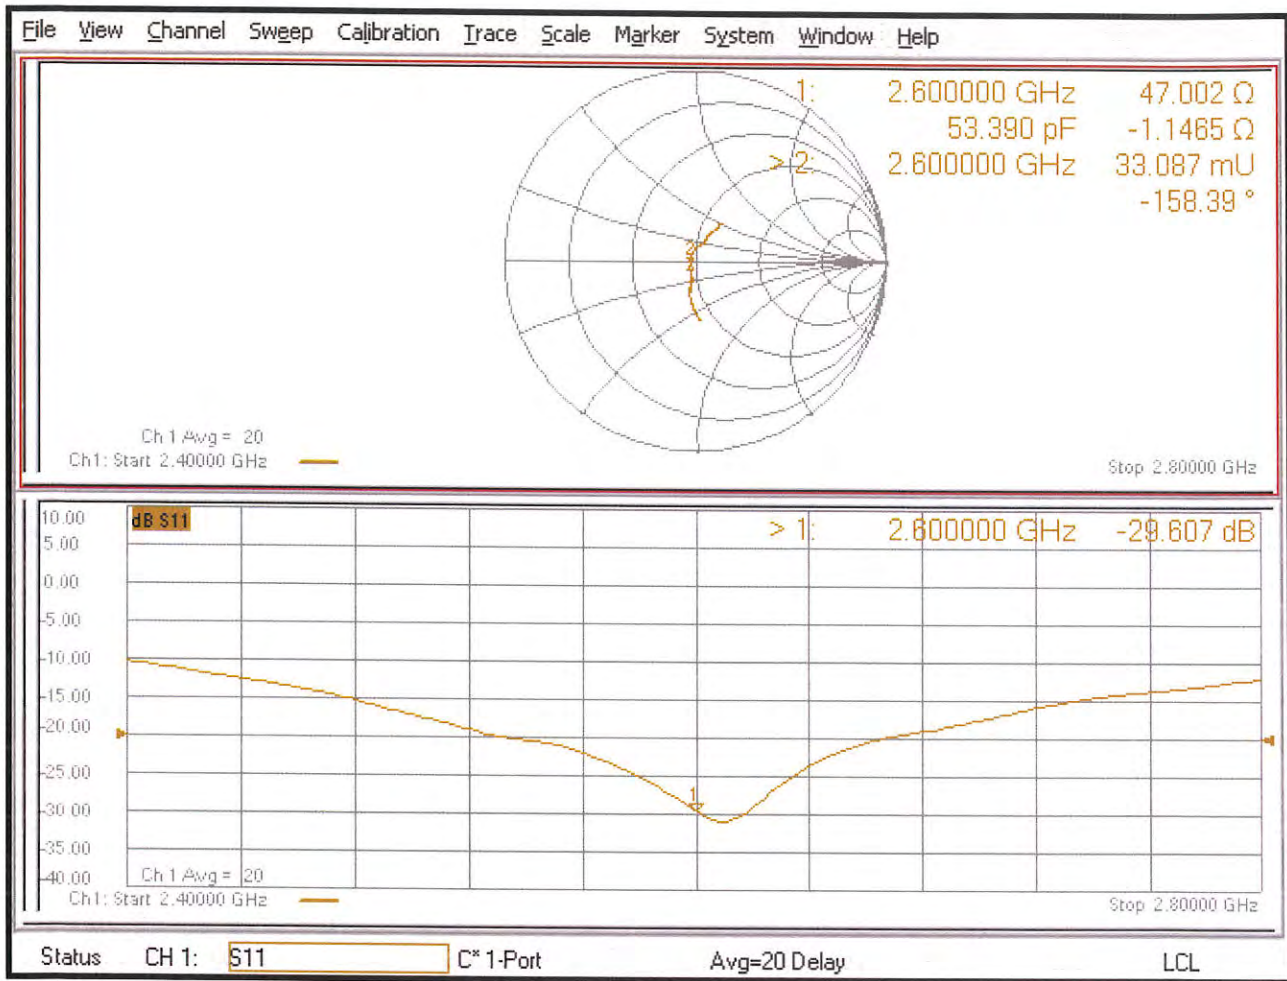 File View Channel Sweep Calibration Trace Scale Marker System Window Help
1: 2.600000 GHz 47.002 Ω
53.390 pF -1.1465 Ω
> 2: 2.600000 GHz 33.087 mU
-158.39 °
2
Ch 1 Avg = 20
Ch1: Start 2.40000 GHz
Stop 2.80000 GHz
10.00
dB S11
> 1: 2.600000 GHz -29.607 dB
5.00
0.00
-5.00
-10.00
-15.00
-20.00
-25.00
1
-30.00
-35.00
-40.00
Ch 1 Avg = 20
Ch1: Start 2.40000 GHz
Stop 2.80000 GHz
Status CH 1: S11 C* 1-Port Avg=20 Delay LCL